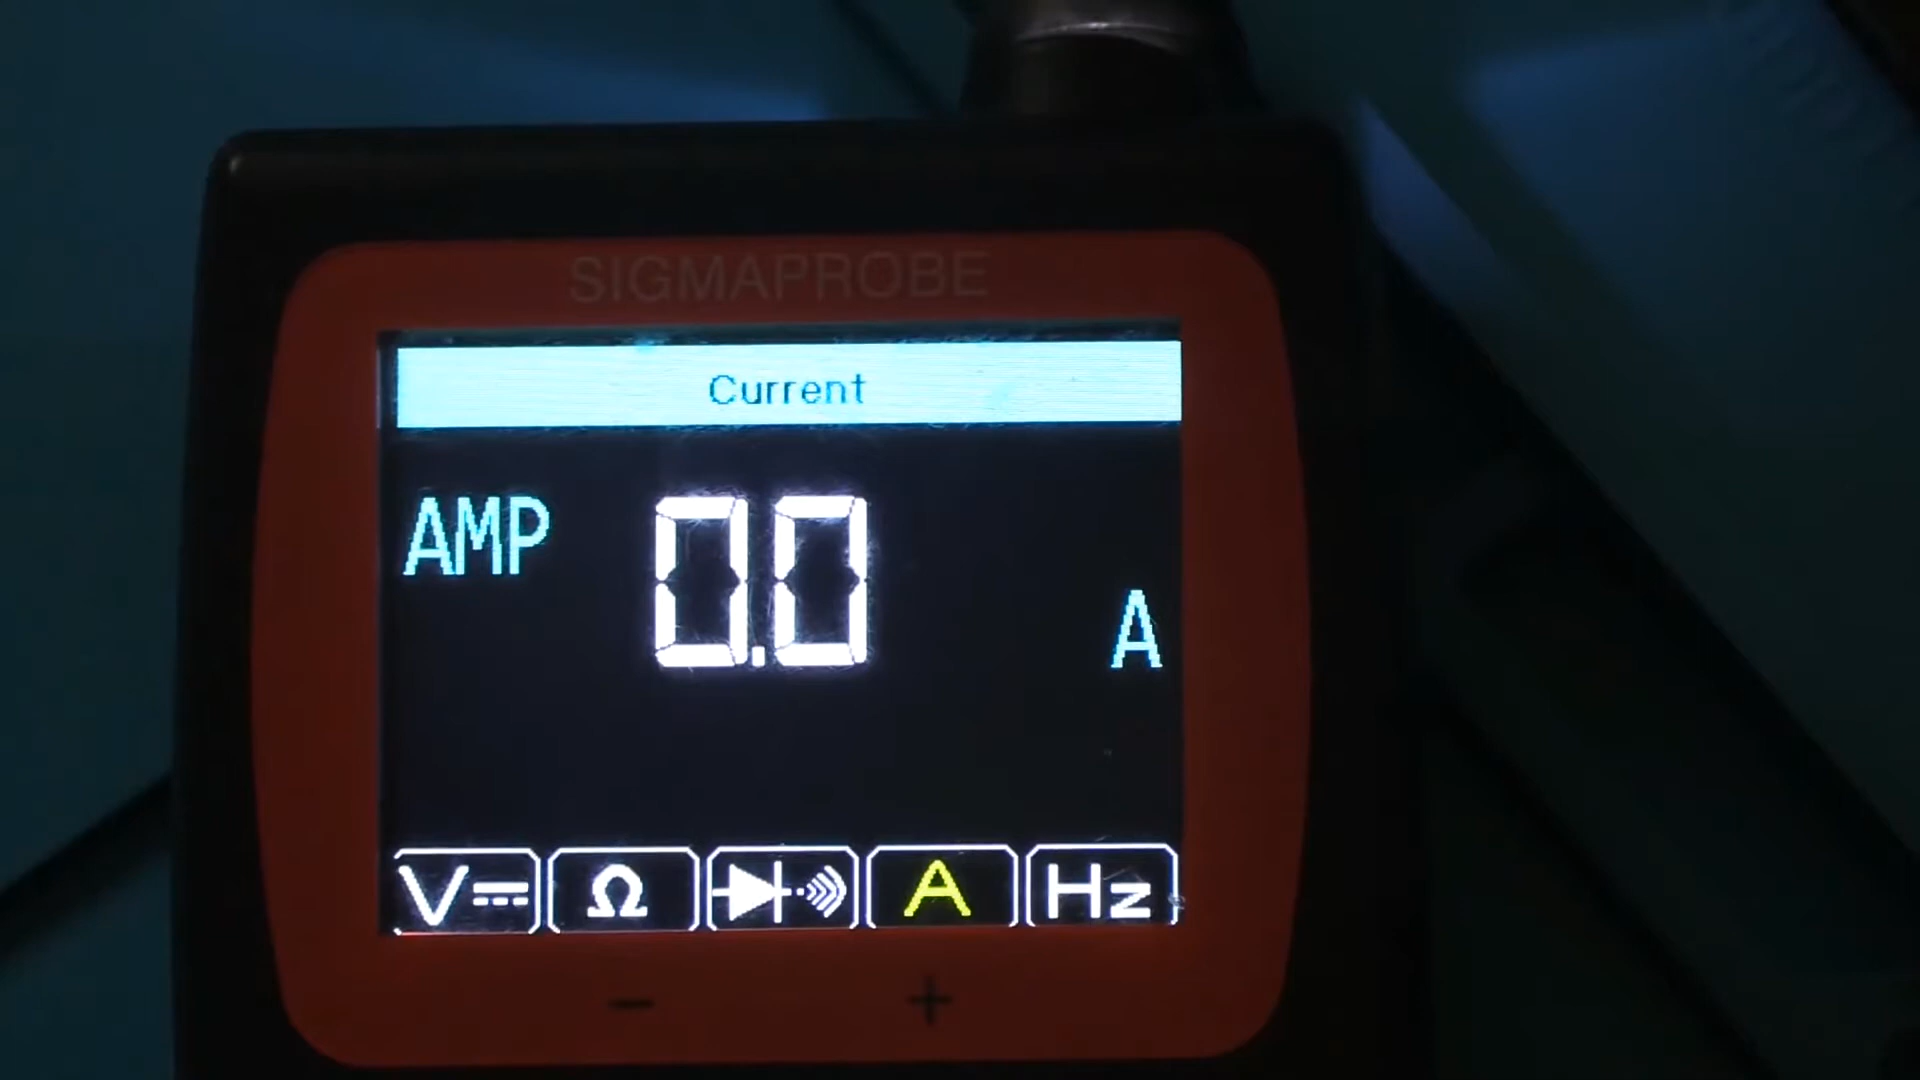 SIGMAPROBE
Current
AMP 0.0 A
V Ω A Hz
− +